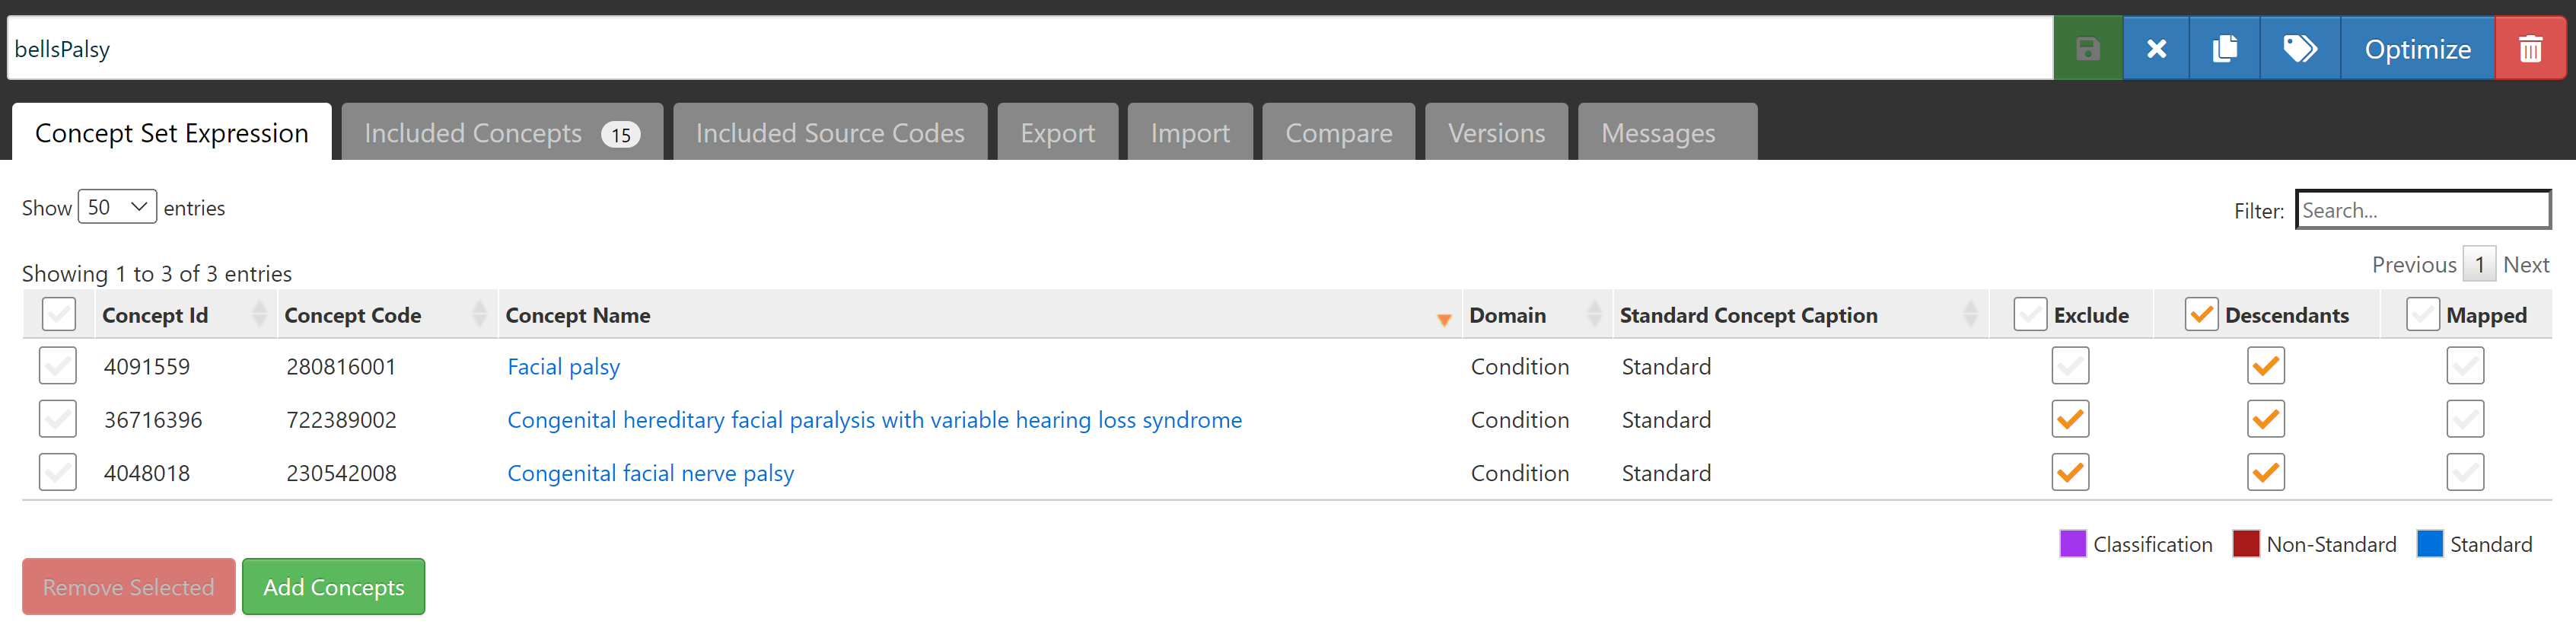 bellsPalsy
Optimize
Concept Set Expression Included Concepts 15 Included Source Codes Export Import Compare Versions Messages
Show 50 entries
Filter: Search...
Showing 1 to 3 of 3 entries
Previous 1 Next
Concept Id Concept Code Concept Name Domain Standard Concept Caption Exclude Descendants Mapped
4091559 280816001 Facial palsy Condition Standard
36716396 722389002 Congenital hereditary facial paralysis with variable hearing loss syndrome Condition Standard
4048018 230542008 Congenital facial nerve palsy Condition Standard
Classification Non-Standard Standard
Remove Selected Add Concepts